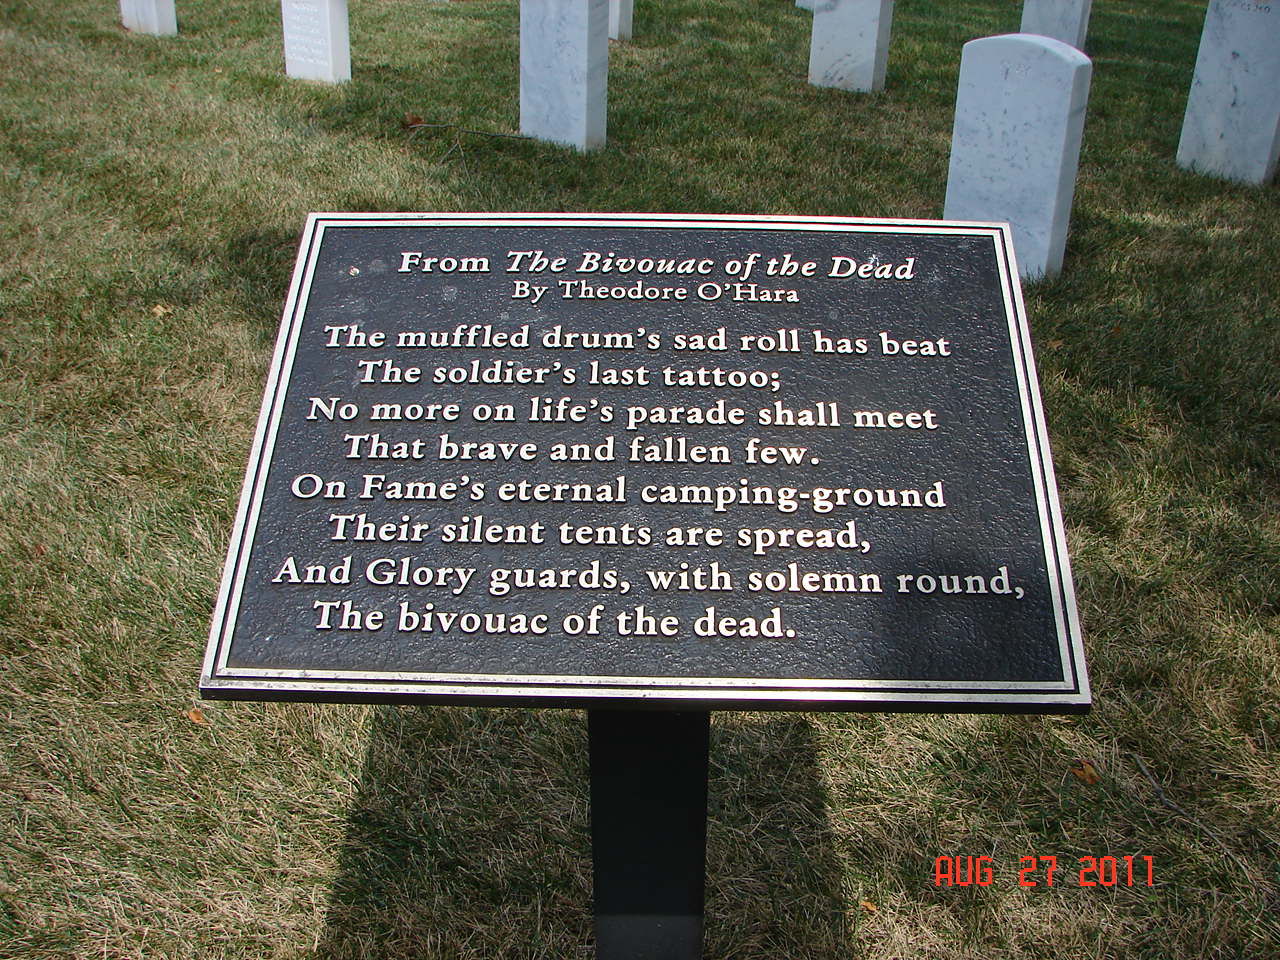 From The Bivouac of the Dead
By Theodore O'Hara
The muffled drum's sad roll has beat
The soldier's last tattoo;
No more on life's parade shall meet
That brave and fallen few.
On Fame's eternal camping-ground
Their silent tents are spread,
And Glory guards, with solemn round,
The bivouac of the dead.
AUG 27 2011